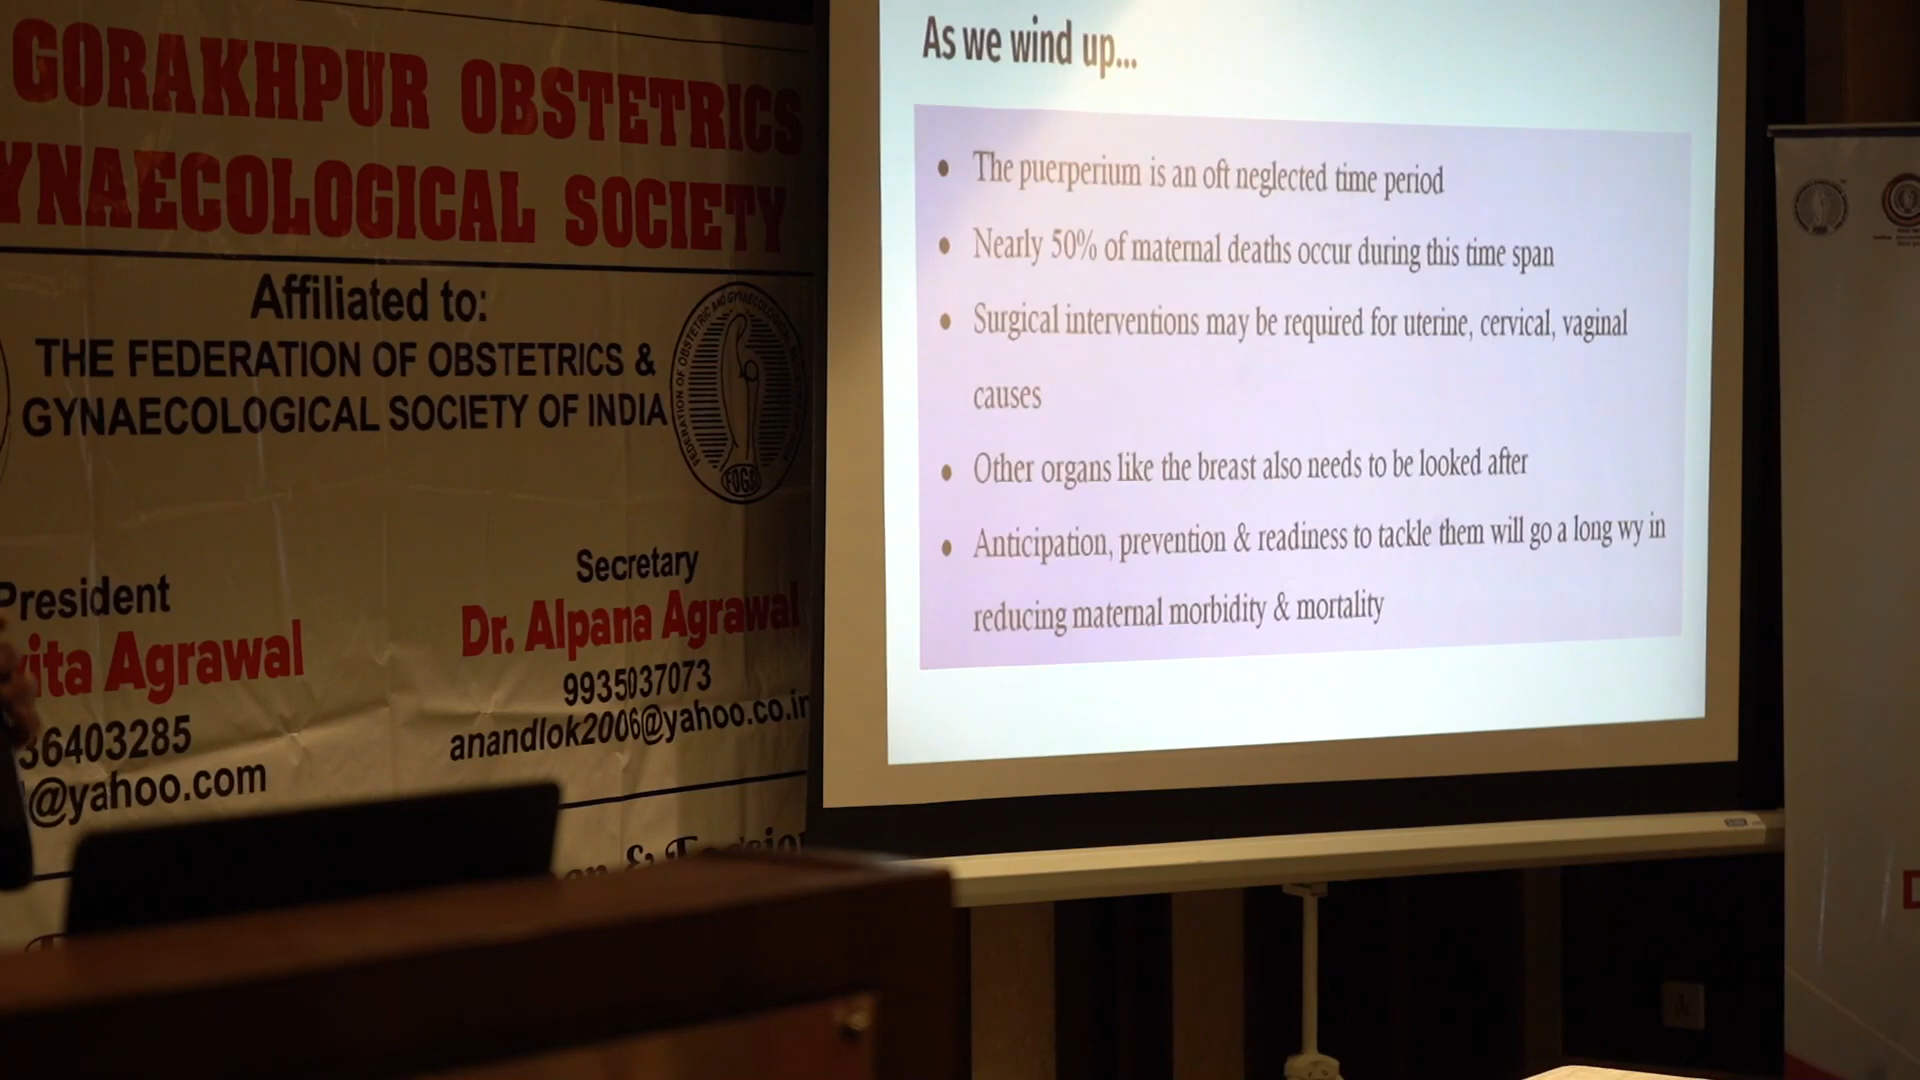 GORAKHPUR OBSTETRICS
YNAECOLOGICAL SOCIETY
Affiliated to:
THE FEDERATION OF OBSTETRICS &
GYNAECOLOGICAL SOCIETY OF INDIA
FOGSI
President
ita Agrawal
36403285
@yahoo.com
Secretary
Dr. Alpana Agrawal
9935037073
anandlok2006@yahoo.co.in
As we wind up...
• The puerperium is an oft neglected time period
• Nearly 50% of maternal deaths occur during this time span
• Surgical interventions may be required for uterine, cervical, vaginal
causes
• Other organs like the breast also needs to be looked after
• Anticipation, prevention & readiness to tackle them will go a long wy in
reducing maternal morbidity & mortality